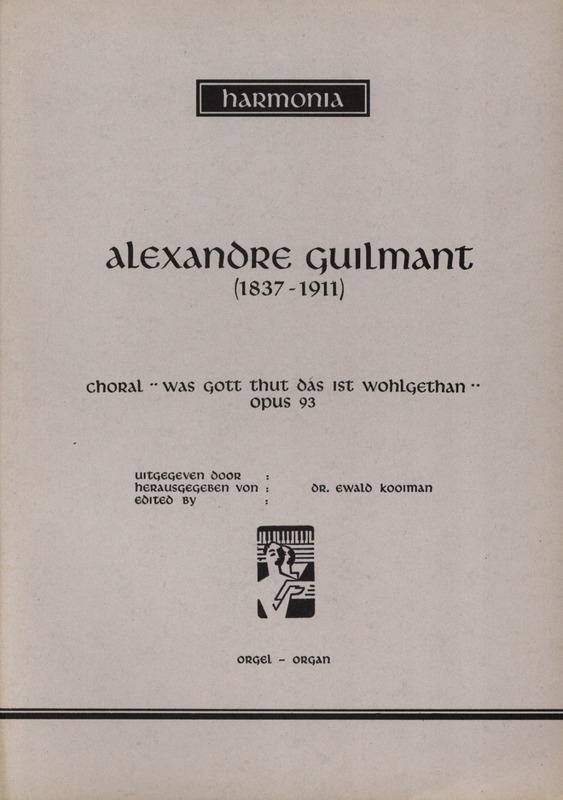 harmonia
alexandre guilmant
(1837-1911)
choral "was gott thut das ist wohlgethan"
opus 93
uitgegeven door :
herausgegeben von : dr. ewald kooiman
edited by :
orgel - organ